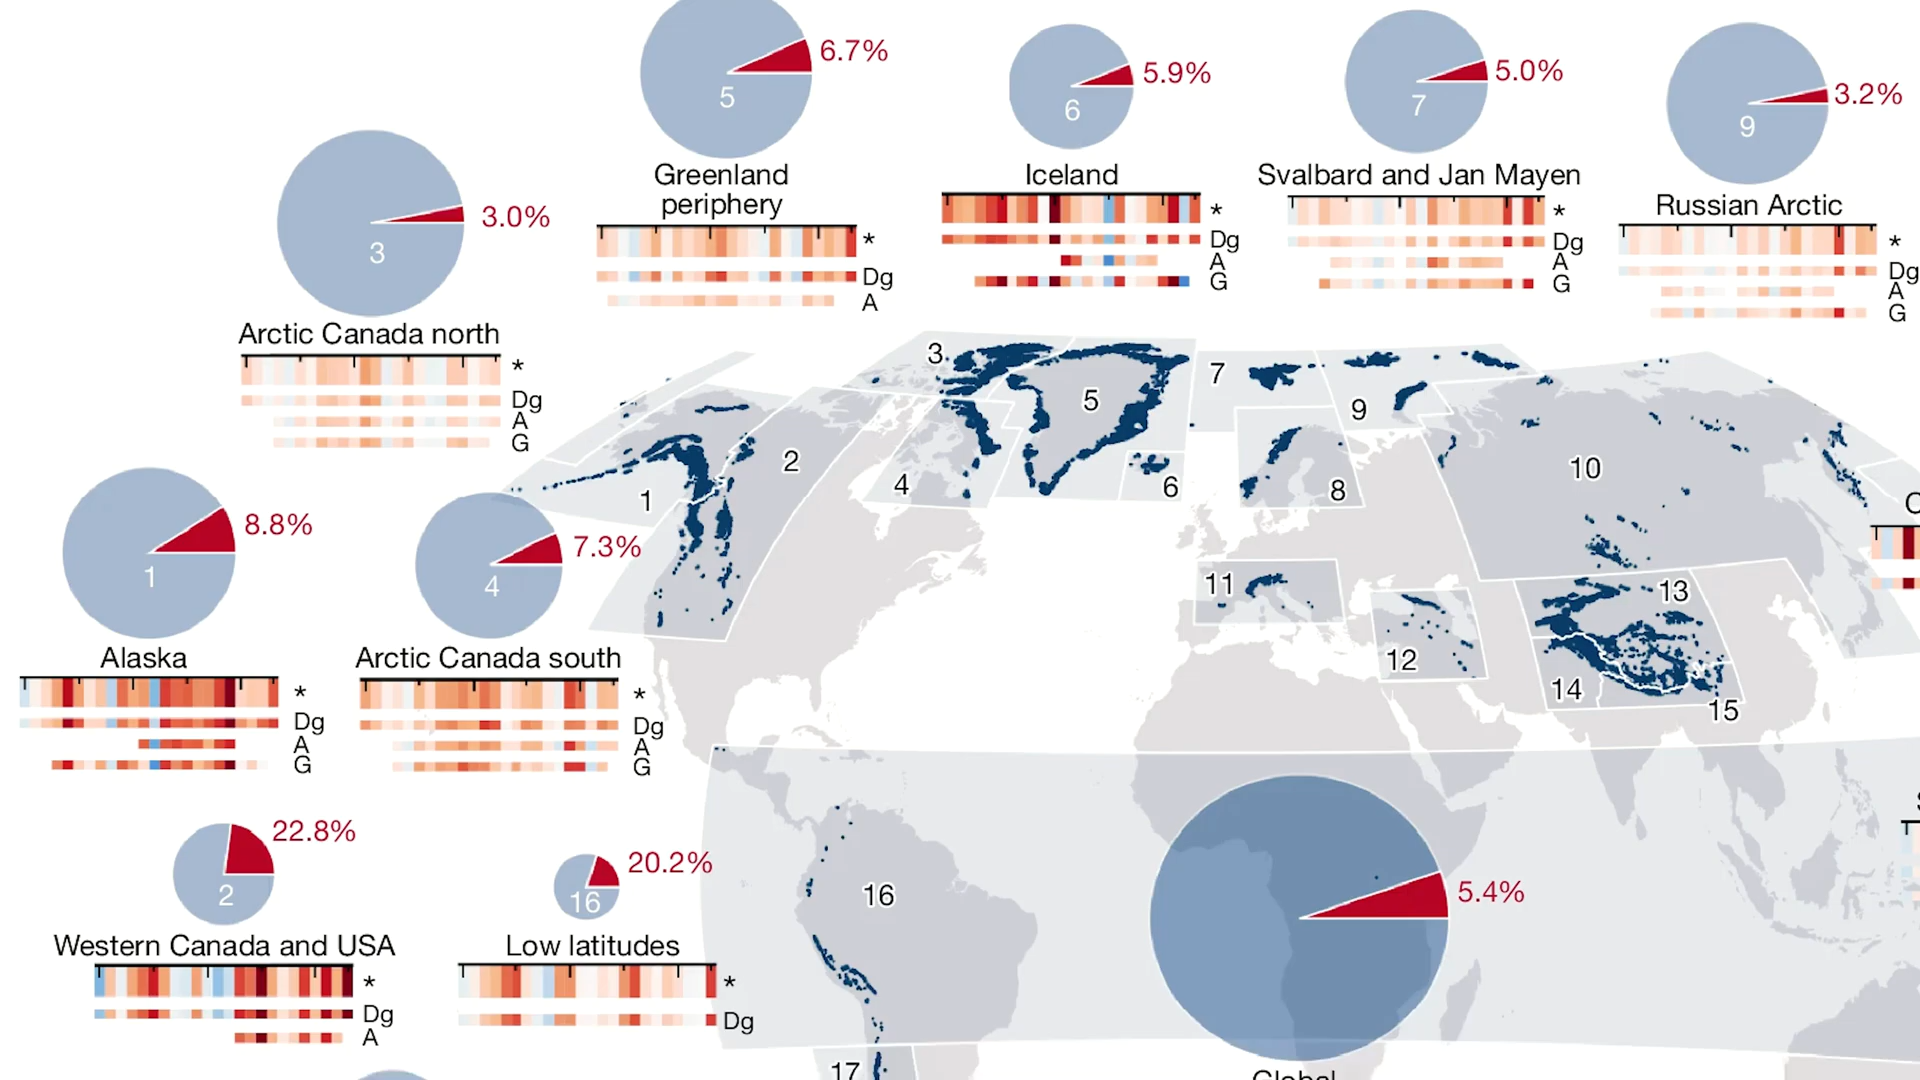 6.7%
5
Greenland
periphery
*
Dg
A
5.9%
6
Iceland
*
Dg
A
G
5.0%
7
Svalbard and Jan Mayen
*
Dg
A
G
3.2%
9
Russian Arctic
*
Dg
A
G
3.0%
3
Arctic Canada north
*
Dg
A
G
8.8%
1
Alaska
*
Dg
A
G
7.3%
4
Arctic Canada south
*
Dg
A
G
22.8%
2
Western Canada and USA
*
Dg
A
20.2%
16
Low latitudes
*
Dg
3
5
7
9
2
1
4
6
8
10
11
12
13
14
15
16
17
5.4%
Global